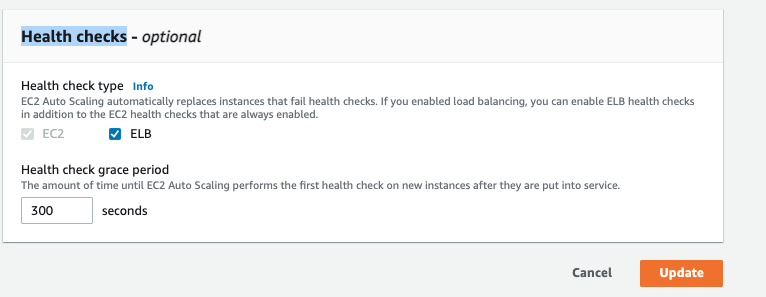 Health checks - optional
Health check type Info
EC2 Auto Scaling automatically replaces instances that fail health checks. If you enabled load balancing, you can enable ELB health checks
in addition to the EC2 health checks that are always enabled.
EC2 ELB
Health check grace period
The amount of time until EC2 Auto Scaling performs the first health check on new instances after they are put into service.
300 seconds
Cancel Update